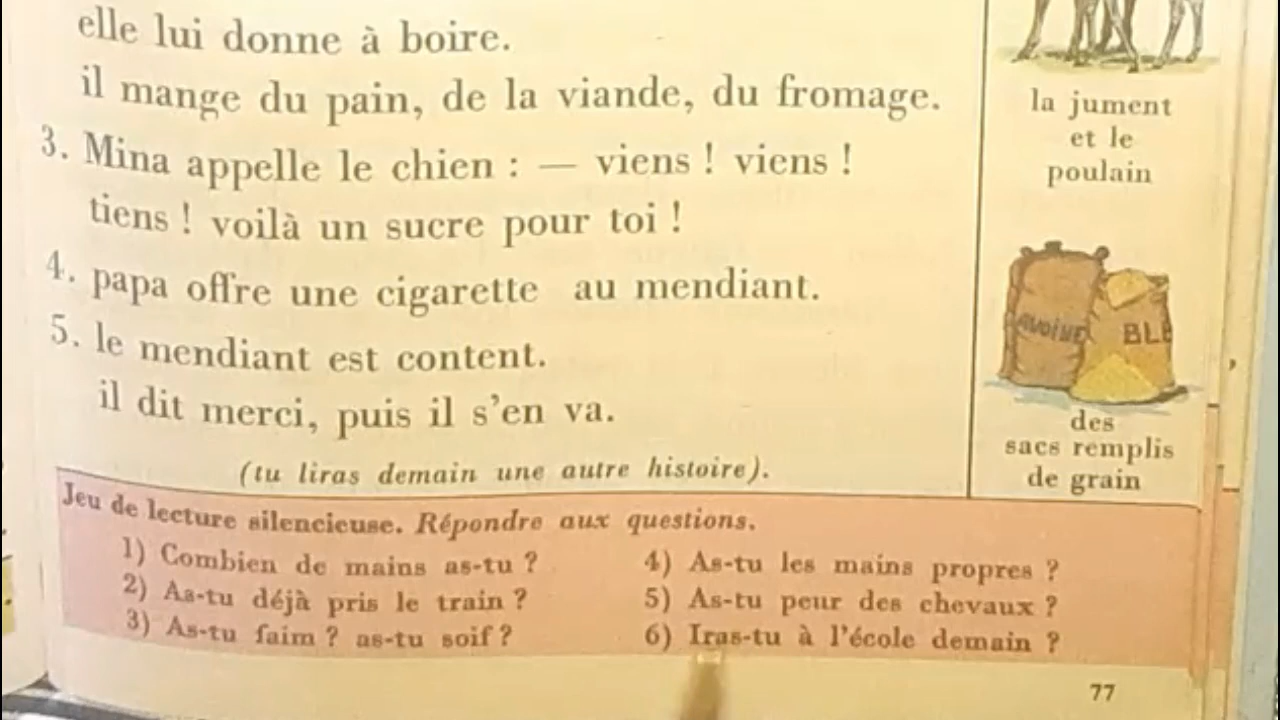 elle lui donne à boire.
il mange du pain, de la viande, du fromage.
3. Mina appelle le chien : — viens ! viens !
tiens ! voilà un sucre pour toi !
4. papa offre une cigarette au mendiant.
5. le mendiant est content.
il dit merci, puis il s'en va.
(tu liras demain une autre histoire).
la jument
et le
poulain
AVOINE
BLÉ
des
sacs remplis
de grain
Jeu de lecture silencieuse. Répondre aux questions.
1) Combien de mains as-tu ?
2) As-tu déjà pris le train ?
3) As-tu faim ? as-tu soif ?
4) As-tu les mains propres ?
5) As-tu peur des chevaux ?
6) Iras-tu à l'école demain ?
77